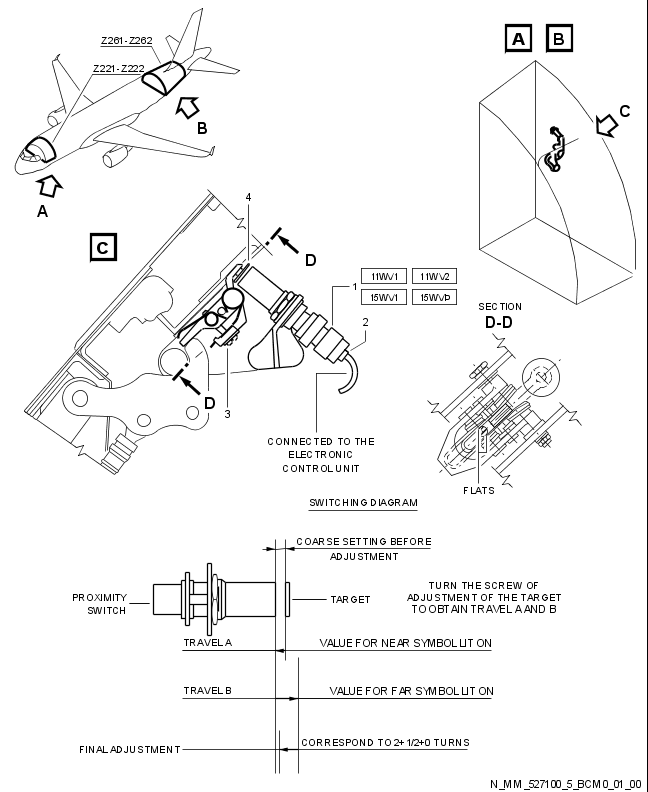 Z261-Z262
Z221-Z222
B
A
A B
C
C
4
D
1
11WV1 11WV2
15WV1
2
SECTION
D-D
D
3
CONNECTED TO THE
ELECTRONIC
CONTROL UNIT
FLATS
SWITCHING DIAGRAM
COARSE SETTING BEFORE
ADJUSTMENT
PROXIMITY
SWITCH
TARGET
TURN THE SCREW OF
ADJUSTMENT OF THE TARGET
TO OBTAIN TRAVEL A AND B
TRAVEL A
VALUE FOR NEAR SYMBOL LIT ON
TRAVEL B
VALUE FOR FAR SYMBOL LIT ON
FINAL ADJUSTMENT
CORRESPOND TO 2+1/2+0 TURNS
N_MM_527100_5_BCM0_01_00